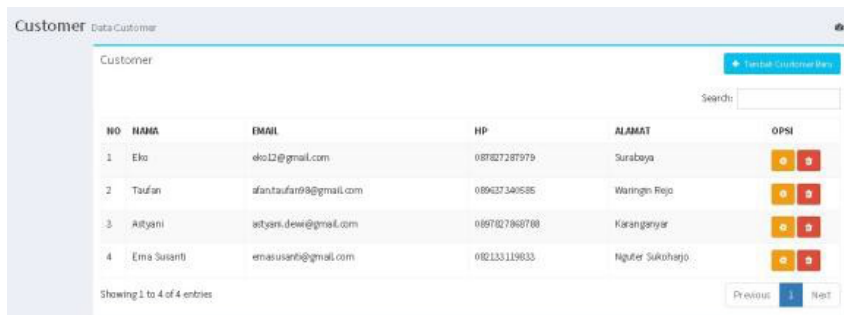 Customer Data Customer
Customer
Tambah Customer Baru
Search:
NO NAMA EMAIL HP ALAMAT OPSI
1 Eko eko12@gmail.com 087827287979 Surabaya
2 Taufan afan.taufan98@gmail.com 089637340585 Waringin Rejo
3 Astyani astyani.dewi@gmail.com 0897827868788 Karanganyar
4 Erna Susanti ernasusanti@gmail.com 082133119833 Nguter Sukoharjo
Showing 1 to 4 of 4 entries
Previous 1 Next